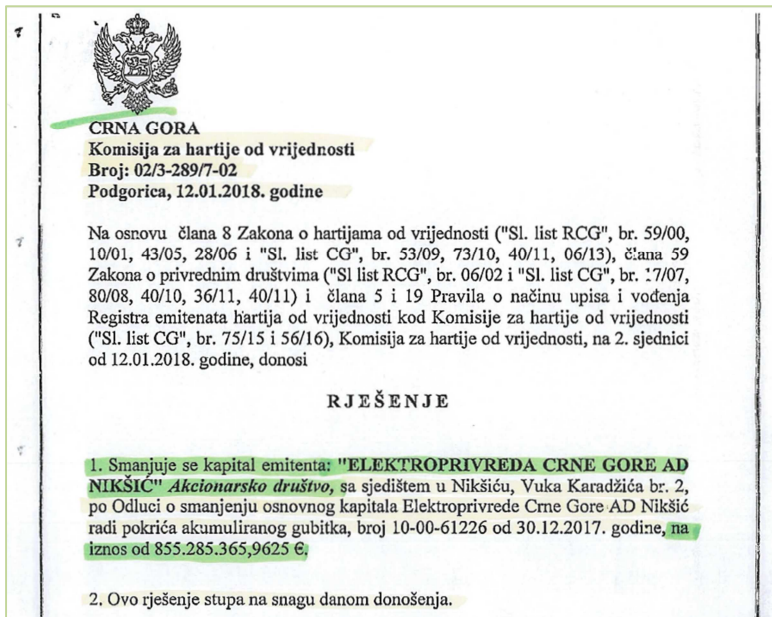 CRNA GORA
Komisija za hartije od vrijednosti
Broj: 02/3-289/7-02
Podgorica, 12.01.2018. godine
Na osnovu člana 8 Zakona o hartijama od vrijednosti ("Sl. list RCG", br. 59/00,
10/01, 43/05, 28/06 i "Sl. list CG", br. 53/09, 73/10, 40/11, 06/13), člana 59
Zakona o privrednim društvima ("Sl list RCG", br. 06/02 i "Sl. list CG", br. 17/07,
80/08, 40/10, 36/11, 40/11) i člana 5 i 19 Pravila o načinu upisa i vođenja
Registra emitenata hartija od vrijednosti kod Komisije za hartije od vrijednosti
("Sl. list CG", br. 75/15 i 56/16), Komisija za hartije od vrijednosti, na 2. sjednici
od 12.01.2018. godine, donosi
RJEŠENJE
1. Smanjuje se kapital emitenta: "ELEKTROPRIVREDA CRNE GORE AD
NIKŠIĆ" Akcionarsko društvo, sa sjedištem u Nikšiću, Vuka Karadžića br. 2,
po Odluci o smanjenju osnovnog kapitala Elektroprivrede Crne Gore AD Nikšić
radi pokrića akumuliranog gubitka, broj 10-00-61226 od 30.12.2017. godine, na
iznos od 855.285.365,9625 €.
2. Ovo rješenje stupa na snagu danom donošenja.